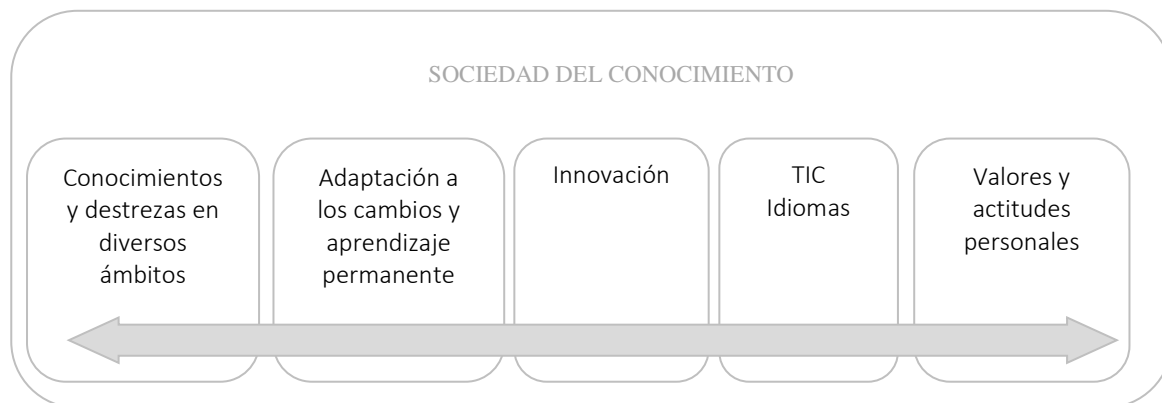 SOCIEDAD DEL CONOCIMIENTO
Conocimientos
y destrezas en
diversos
ámbitos
Adaptación a
los cambios y
aprendizaje
permanente
Innovación
TIC
Idiomas
Valores y
actitudes
personales